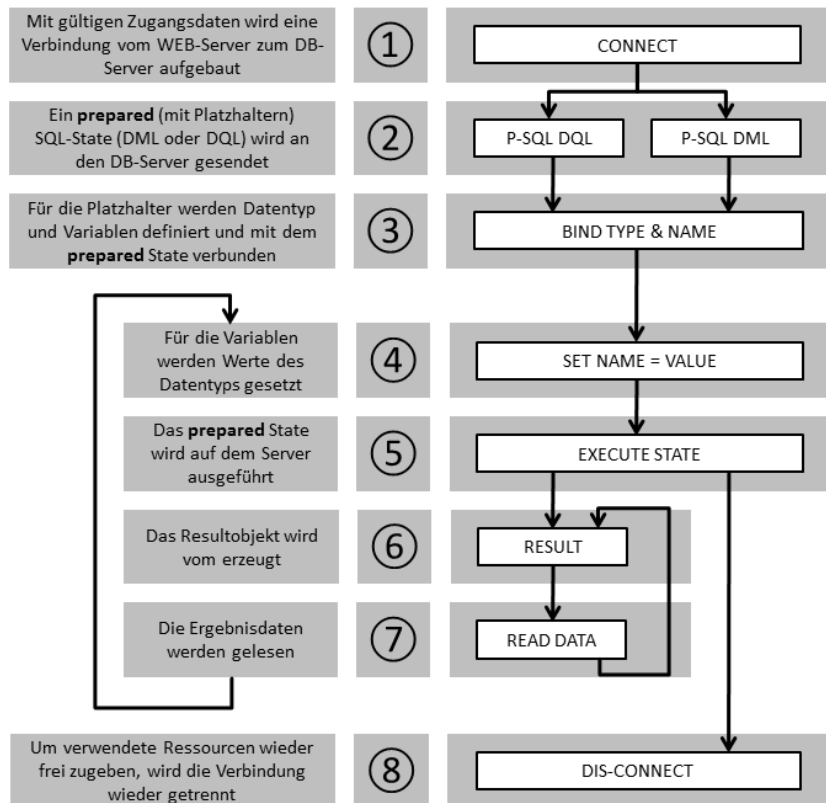 Mit gültigen Zugangsdaten wird eine
Verbindung vom WEB-Server zum DB-
Server aufgebaut
1
CONNECT
Ein prepared (mit Platzhaltern)
SQL-State (DML oder DQL) wird an
den DB-Server gesendet
2
P-SQL DQL
P-SQL DML
Für die Platzhalter werden Datentyp
und Variablen definiert und mit dem
prepared State verbunden
3
BIND TYPE & NAME
Für die Variablen
werden Werte des
Datentyps gesetzt
4
SET NAME = VALUE
Das prepared State
wird auf dem Server
ausgeführt
5
EXECUTE STATE
Das Resultobjekt wird
vom erzeugt
6
RESULT
Die Ergebnisdaten
werden gelesen
7
READ DATA
Um verwendete Ressourcen wieder
frei zugeben, wird die Verbindung
wieder getrennt
8
DIS-CONNECT